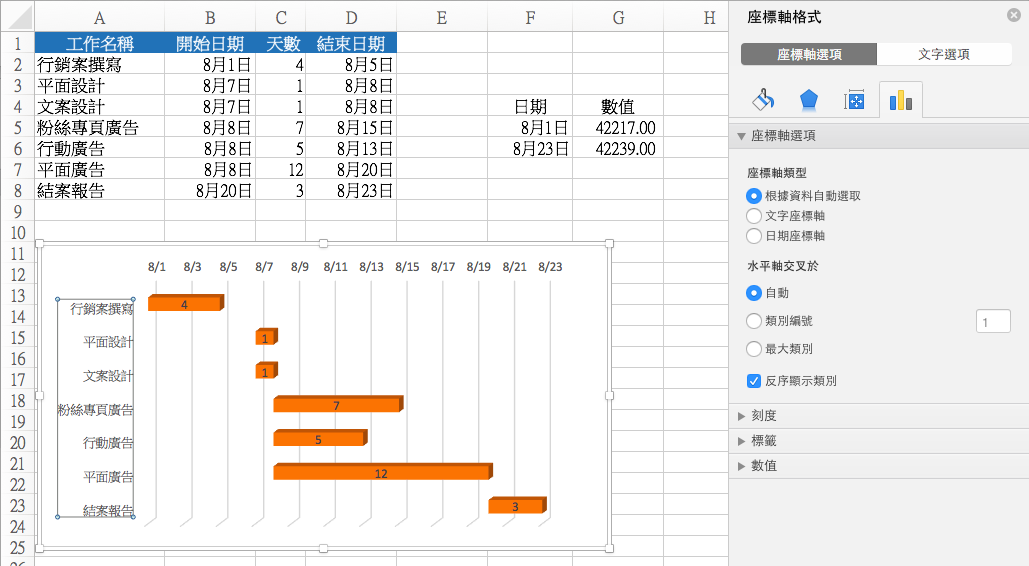 A B C D E F G H
1 工作名稱 開始日期 天數 結束日期
2 行銷案撰寫 8月1日 4 8月5日
3 平面設計 8月7日 1 8月8日
4 文案設計 8月7日 1 8月8日 日期 數值
5 粉絲專頁廣告 8月8日 7 8月15日 8月1日 42217.00
6 行動廣告 8月8日 5 8月13日 8月23日 42239.00
7 平面廣告 8月8日 12 8月20日
8 結案報告 8月20日 3 8月23日
9
10
11
12
13
14
15
16
17
18
19
20
21
22
23
24
25
8/1 8/3 8/5 8/7 8/9 8/11 8/13 8/15 8/17 8/19 8/21 8/23
行銷案撰寫 4
平面設計 1
文案設計 1
粉絲專頁廣告 7
行動廣告 5
平面廣告 12
結案報告 3
座標軸格式
座標軸選項 文字選項
座標軸選項
座標軸類型
根據資料自動選取
文字座標軸
日期座標軸
水平軸交叉於
自動
類別編號 1
最大類別
反序顯示類別
刻度
標籤
數值